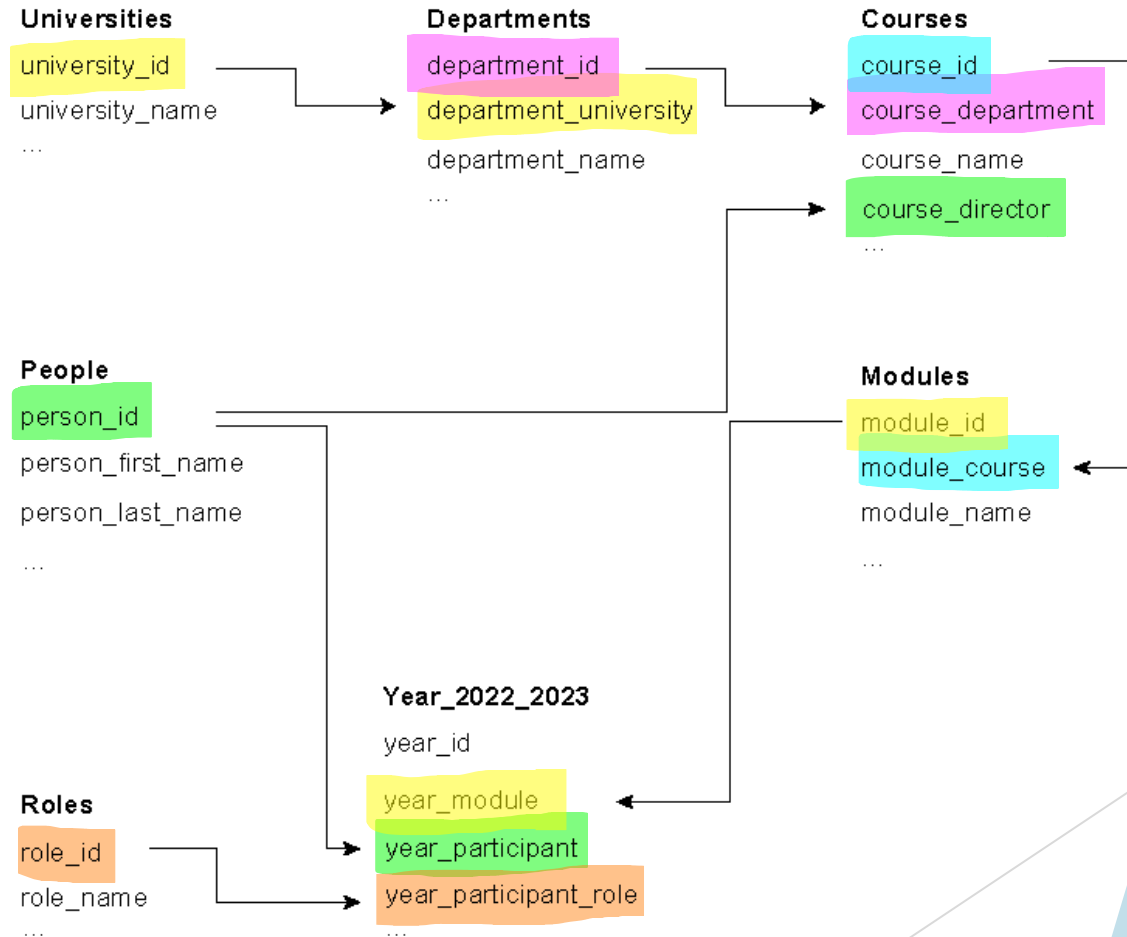 Universities
university_id
university_name
...
Departments
department_id
department_university
department_name
...
Courses
course_id
course_department
course_name
course_director
...
People
person_id
person_first_name
person_last_name
...
Modules
module_id
module_course
module_name
...
Year_2022_2023
year_id
year_module
year_participant
year_participant_role
...
Roles
role_id
role_name
...